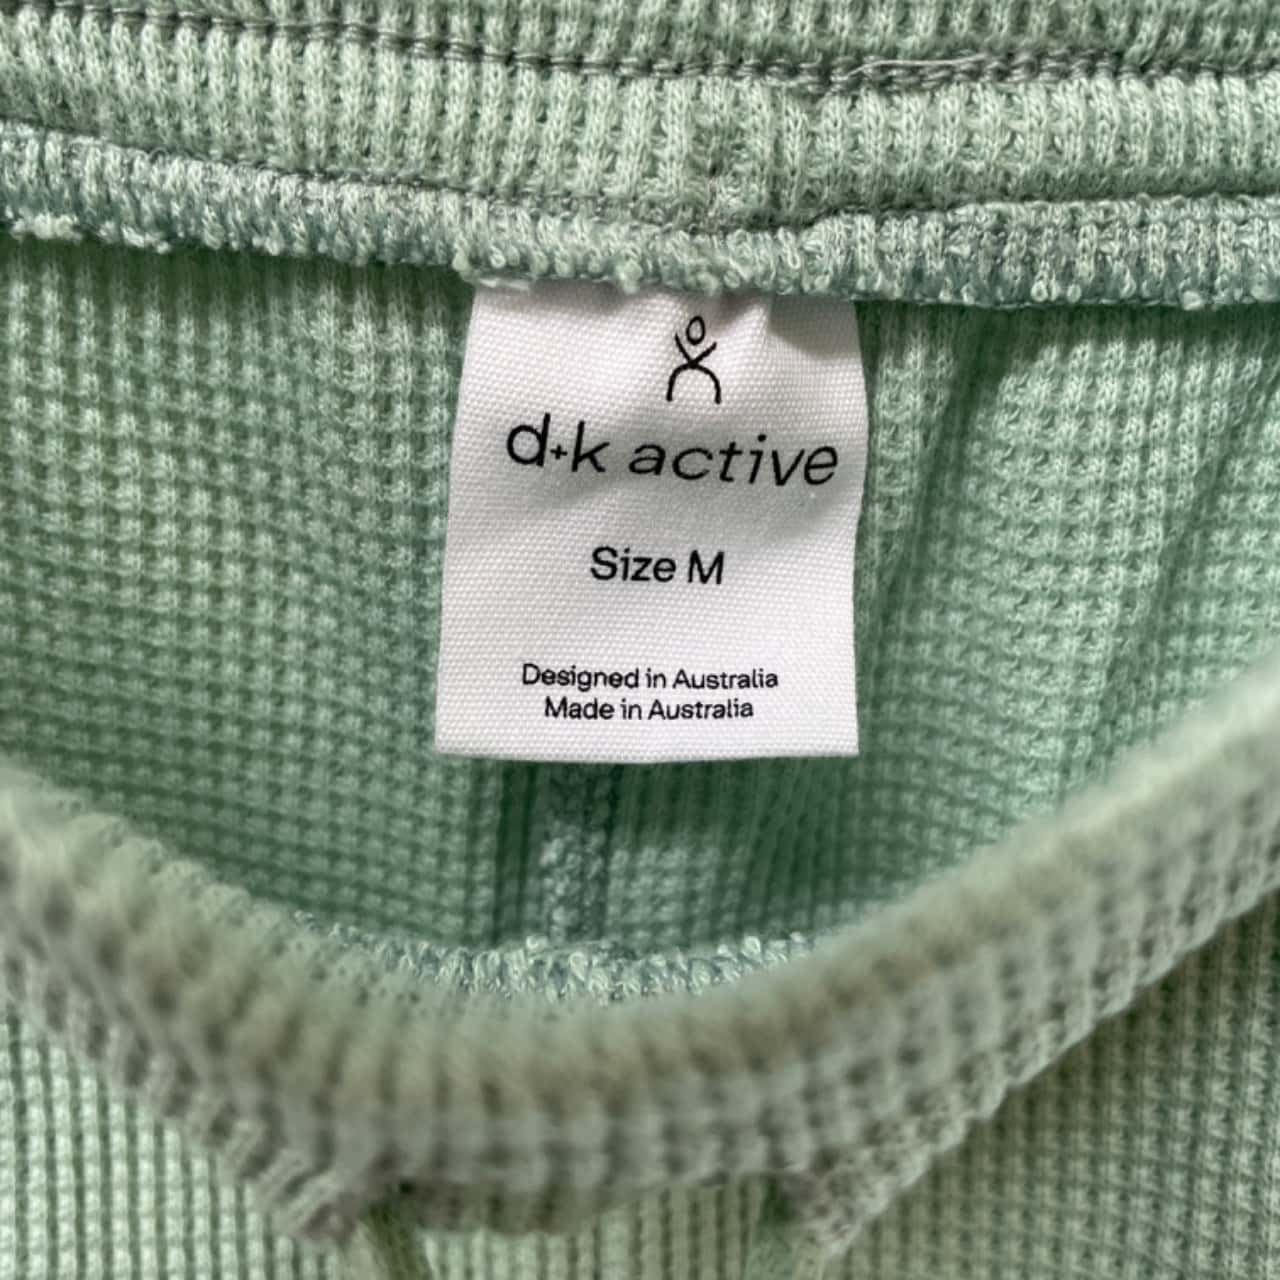 d+k active
Size M
Designed in Australia
Made in Australia